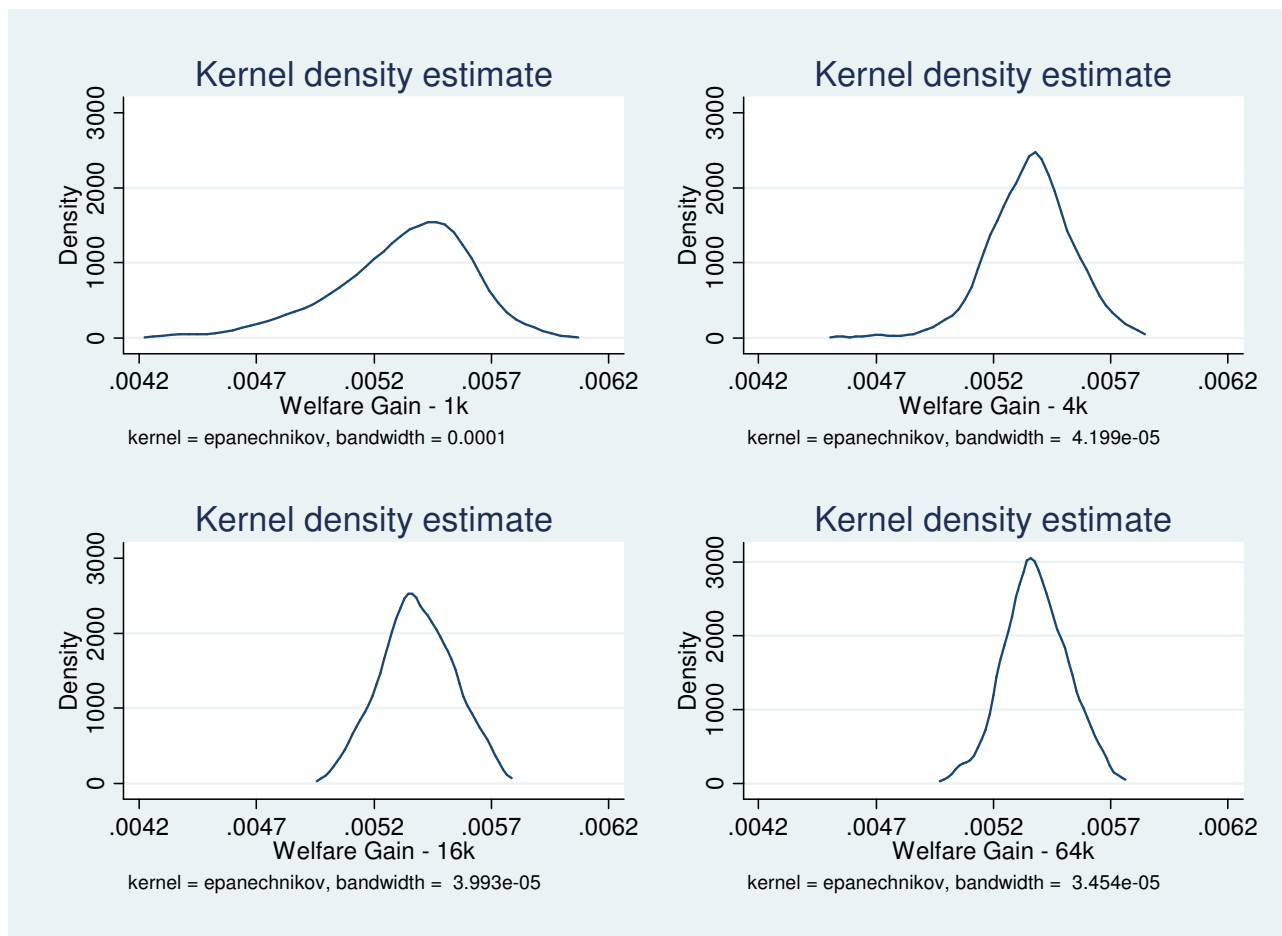 Kernel density estimate
3000
2000
1000
0
Density
.0042 .0047 .0052 .0057 .0062
Welfare Gain - 1k
kernel = epanechnikov, bandwidth = 0.0001
Kernel density estimate
3000
2000
1000
0
Density
.0042 .0047 .0052 .0057 .0062
Welfare Gain - 4k
kernel = epanechnikov, bandwidth = 4.199e-05
Kernel density estimate
3000
2000
1000
0
Density
.0042 .0047 .0052 .0057 .0062
Welfare Gain - 16k
kernel = epanechnikov, bandwidth = 3.993e-05
Kernel density estimate
3000
2000
1000
0
Density
.0042 .0047 .0052 .0057 .0062
Welfare Gain - 64k
kernel = epanechnikov, bandwidth = 3.454e-05